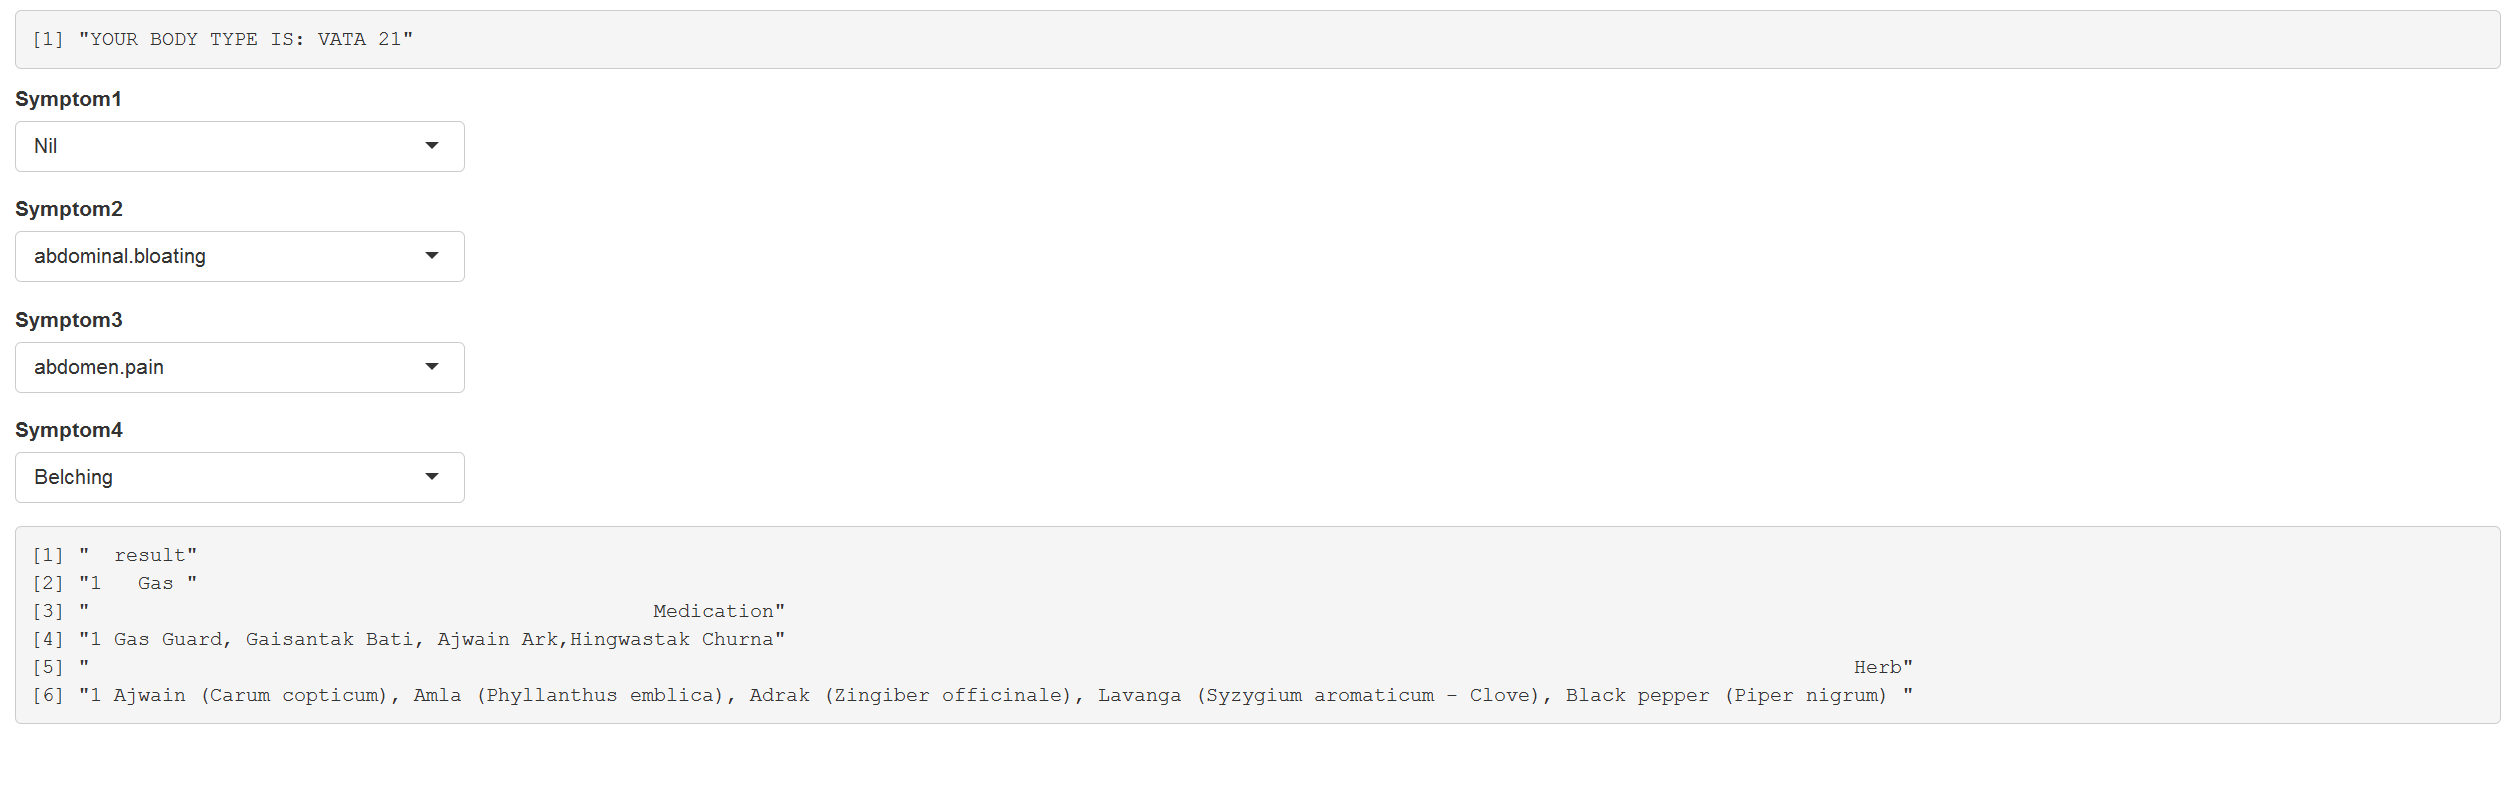 [1] "YOUR BODY TYPE IS: VATA 21"
Symptom1
Nil
Symptom2
abdominal.bloating
Symptom3
abdomen.pain
Symptom4
Belching
[1] "  result"
[2] "1   Gas "
[3] "                                               Medication"
[4] "1 Gas Guard, Gaisantak Bati, Ajwain Ark,Hingwastak Churna"
[5] "                                                                                                                                                   Herb"
[6] "1 Ajwain (Carum copticum), Amla (Phyllanthus emblica), Adrak (Zingiber officinale), Lavanga (Syzygium aromaticum - Clove), Black pepper (Piper nigrum) "